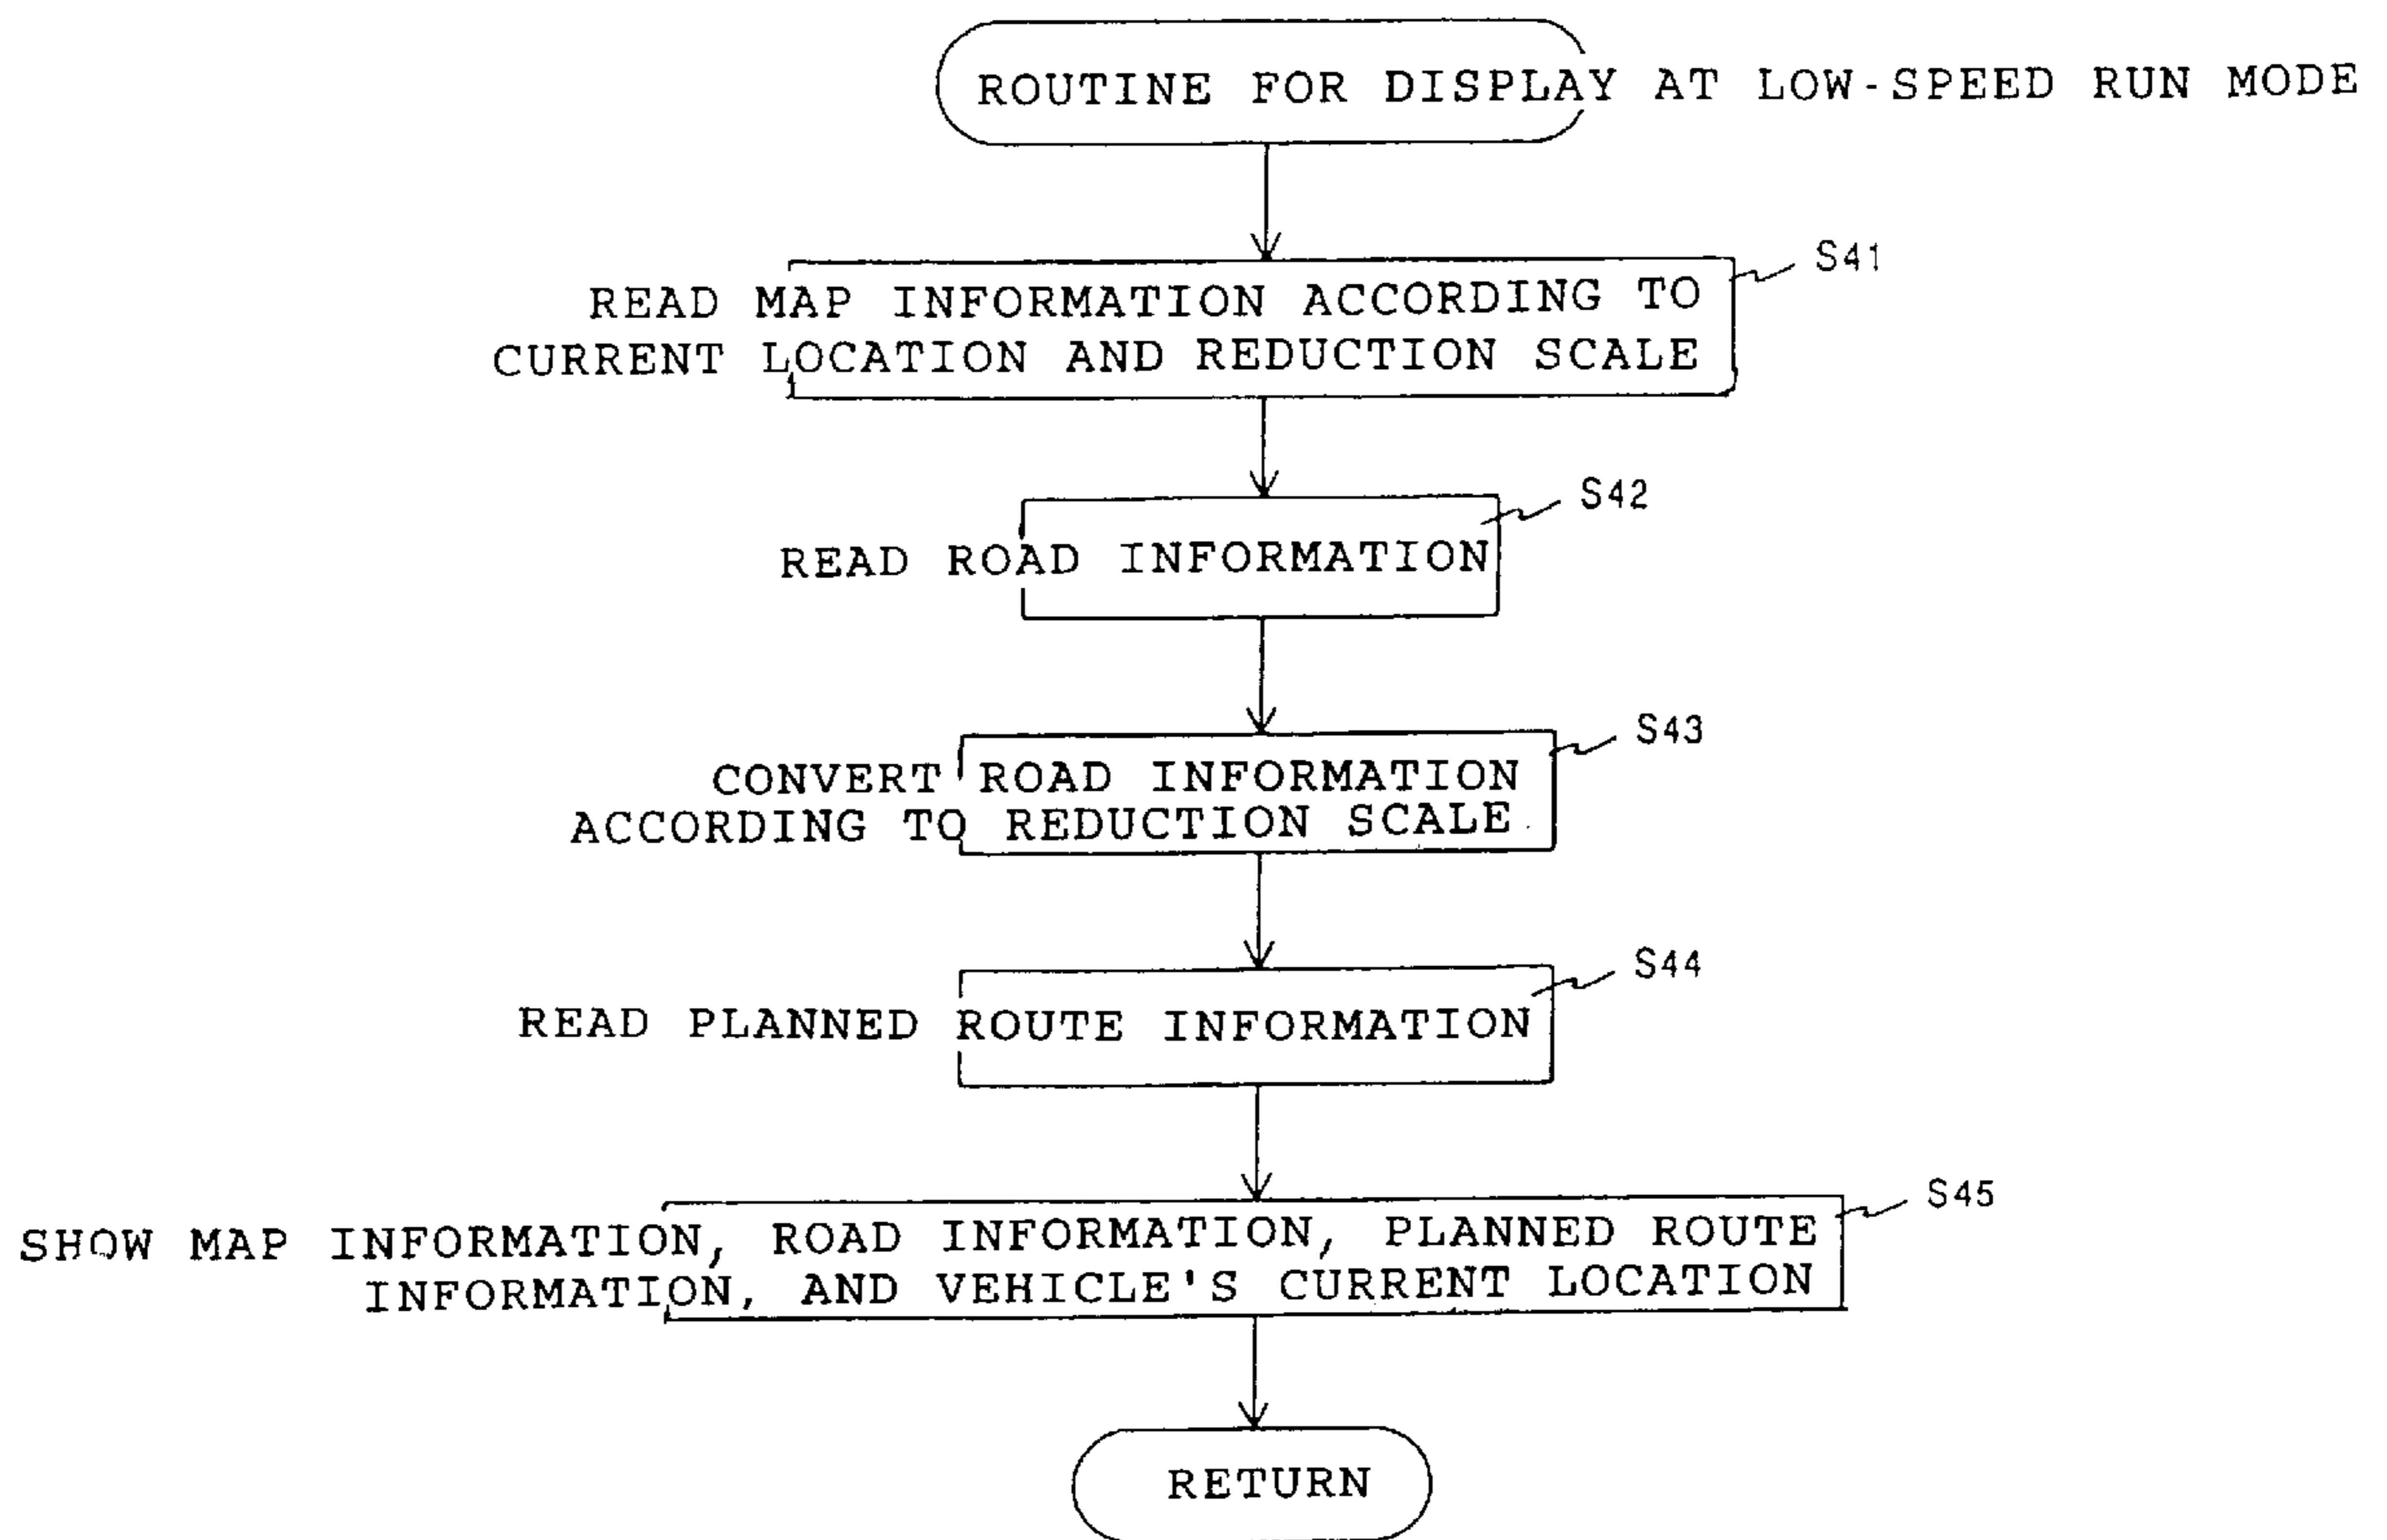 ROUTINE FOR DISPLAY AT LOW-SPEED RUN MODE
S41
READ MAP INFORMATION ACCORDING TO
CURRENT LOCATION AND REDUCTION SCALE
S42
READ ROAD INFORMATION
S43
CONVERT ROAD INFORMATION
ACCORDING TO REDUCTION SCALE
S44
READ PLANNED ROUTE INFORMATION
S45
SHOW MAP INFORMATION, ROAD INFORMATION, PLANNED ROUTE
INFORMATION, AND VEHICLE'S CURRENT LOCATION
RETURN